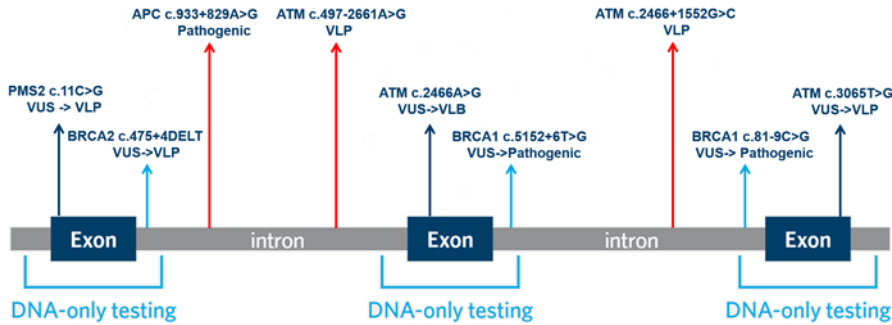 APC c.933+829A>G
Pathogenic
ATM c.497-2661A>G
VLP
ATM c.2466+1552G>C
VLP
PMS2 c.11C>G
VUS -> VLP
BRCA2 c.475+4DELT
VUS->VLP
ATM c.2466A>G
VUS->VLB
BRCA1 c.5152+6T>G
VUS->Pathogenic
BRCA1 c.81-9C>G
VUS-> Pathogenic
ATM c.3065T>G
VUS->VLP
Exon
intron
Exon
intron
Exon
DNA-only testing
DNA-only testing
DNA-only testing